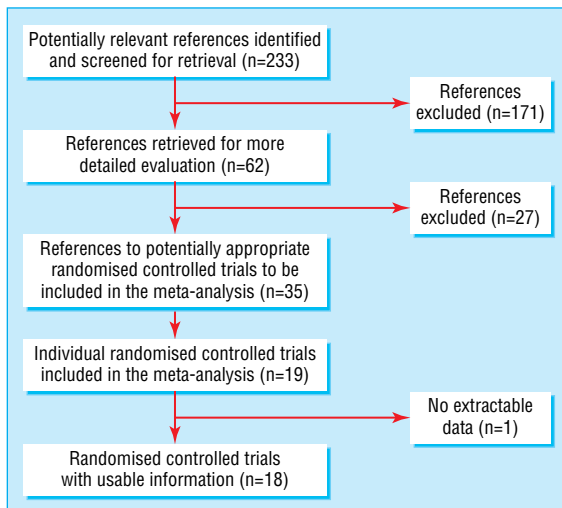 Potentially relevant references identified
and screened for retrieval (n=233)
References
excluded (n=171)
References retrieved for more
detailed evaluation (n=62)
References
excluded (n=27)
References to potentially appropriate
randomised controlled trials to be
included in the meta-analysis (n=35)
Individual randomised controlled trials
included in the meta-analysis (n=19)
No extractable
data (n=1)
Randomised controlled trials
with usable information (n=18)